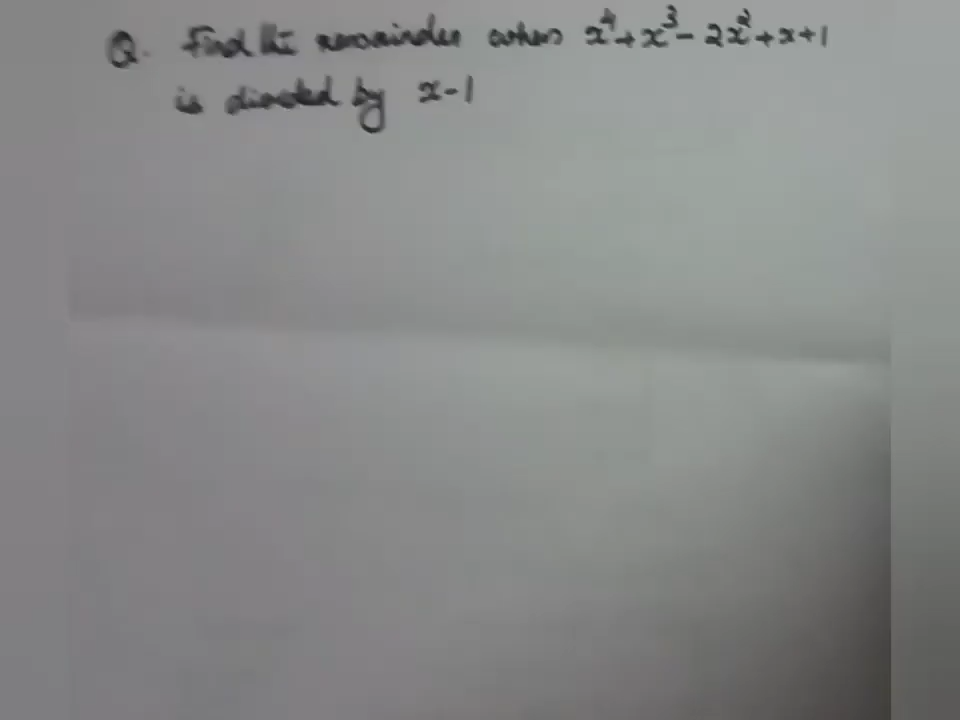 Q. Find the remainder when x⁴+x³-2x²+x+1
is divided by x-1